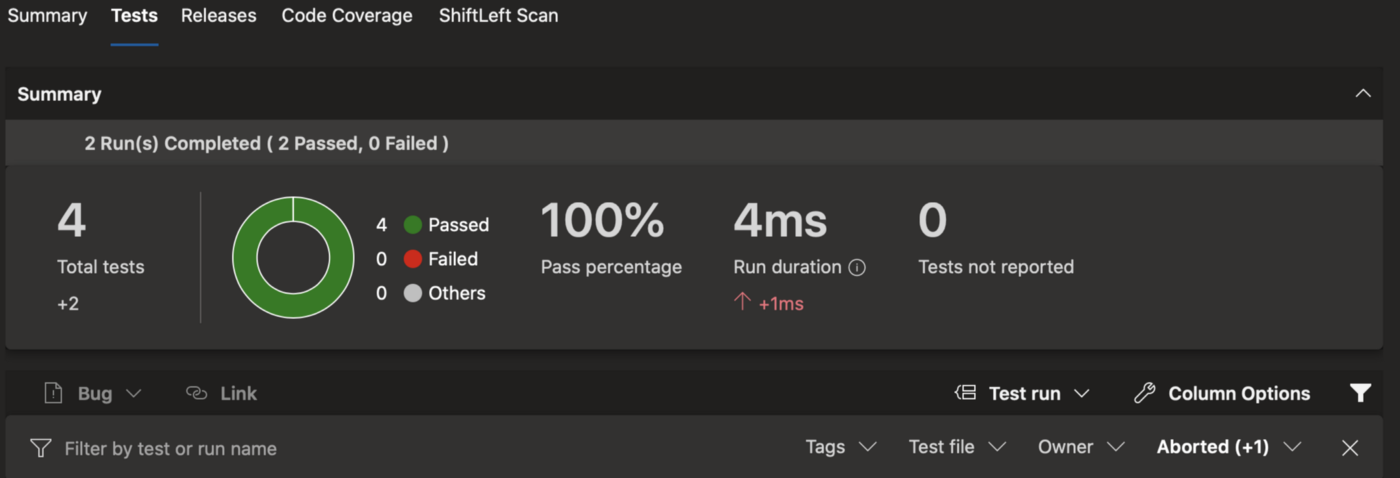 Summary Tests Releases Code Coverage ShiftLeft Scan
Summary
2 Run(s) Completed ( 2 Passed, 0 Failed )
4
Total tests
+2
4 Passed
0 Failed
0 Others
100%
Pass percentage
4ms
Run duration
+1ms
0
Tests not reported
Bug Link Test run Column Options
Filter by test or run name Tags Test file Owner Aborted (+1)